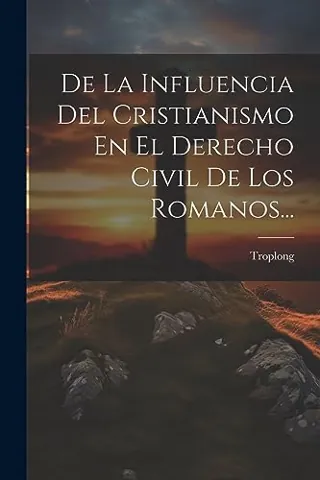 De La Influencia
Del Cristianismo
En El Derecho
Civil De Los
Romanos...
Troplong